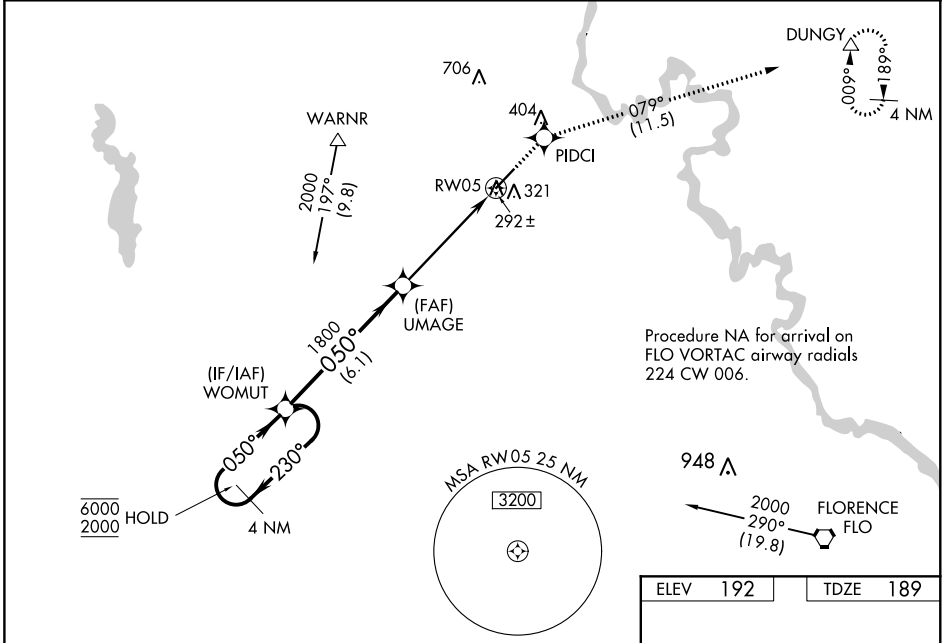 DUNGY
009°
189°
4 NM
706
404
079°
(11.5)
PIDCI
WARNR
2000
197°
(9.8)
RW05
321
292±
(FAF)
UMAGE
1800
050°
(6.1)
Procedure NA for arrival on
FLO VORTAC airway radials
224 CW 006.
(IF/IAF)
WOMUT
050°
230°
6000
2000
HOLD
4 NM
MSA RW05 25 NM
3200
948
2000
290°
(19.8)
FLORENCE
FLO
ELEV 192
TDZE 189